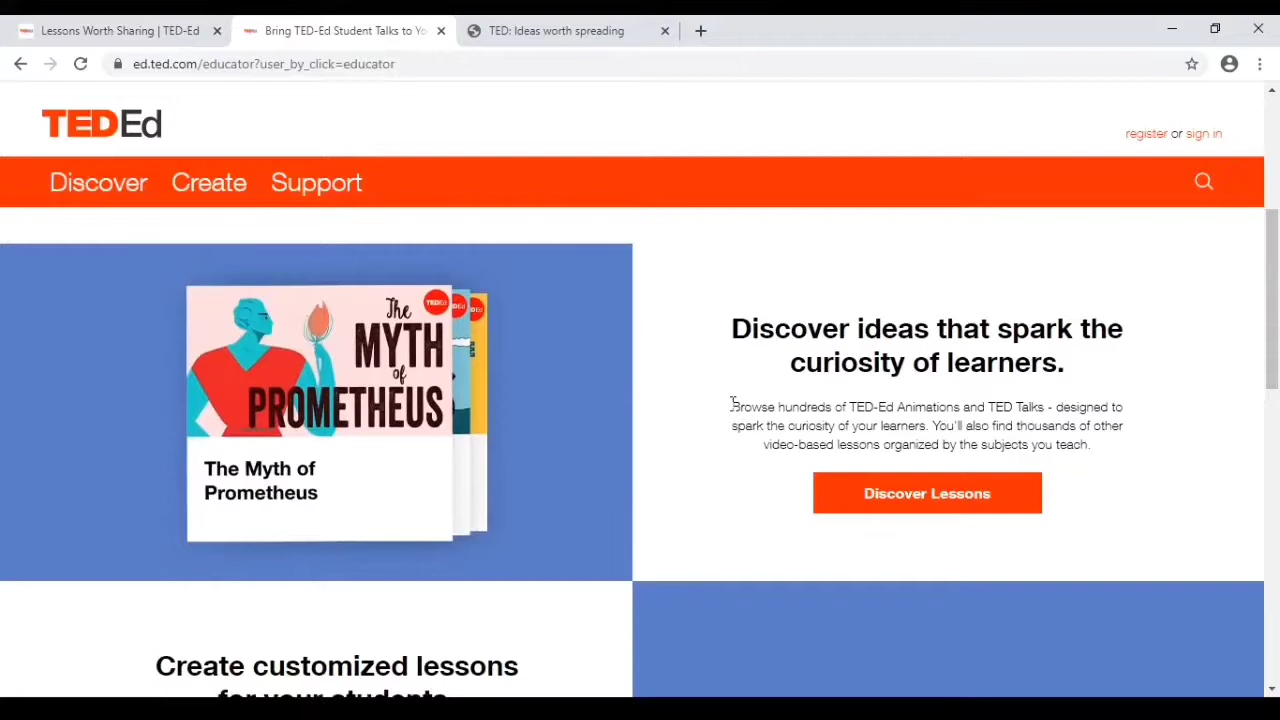 Lessons Worth Sharing | TED-Ed
Bring TED-Ed Student Talks to Yo
TED: Ideas worth spreading
ed.ted.com/educator?user_by_click=educator
TEDEd
register or sign in
Discover Create Support
The
MYTH
of
PROMETHEUS
TEDEd
The Myth of
Prometheus
Discover ideas that spark the
curiosity of learners.
Browse hundreds of TED-Ed Animations and TED Talks - designed to
spark the curiosity of your learners. You'll also find thousands of other
video-based lessons organized by the subjects you teach.
Discover Lessons
Create customized lessons
for your students